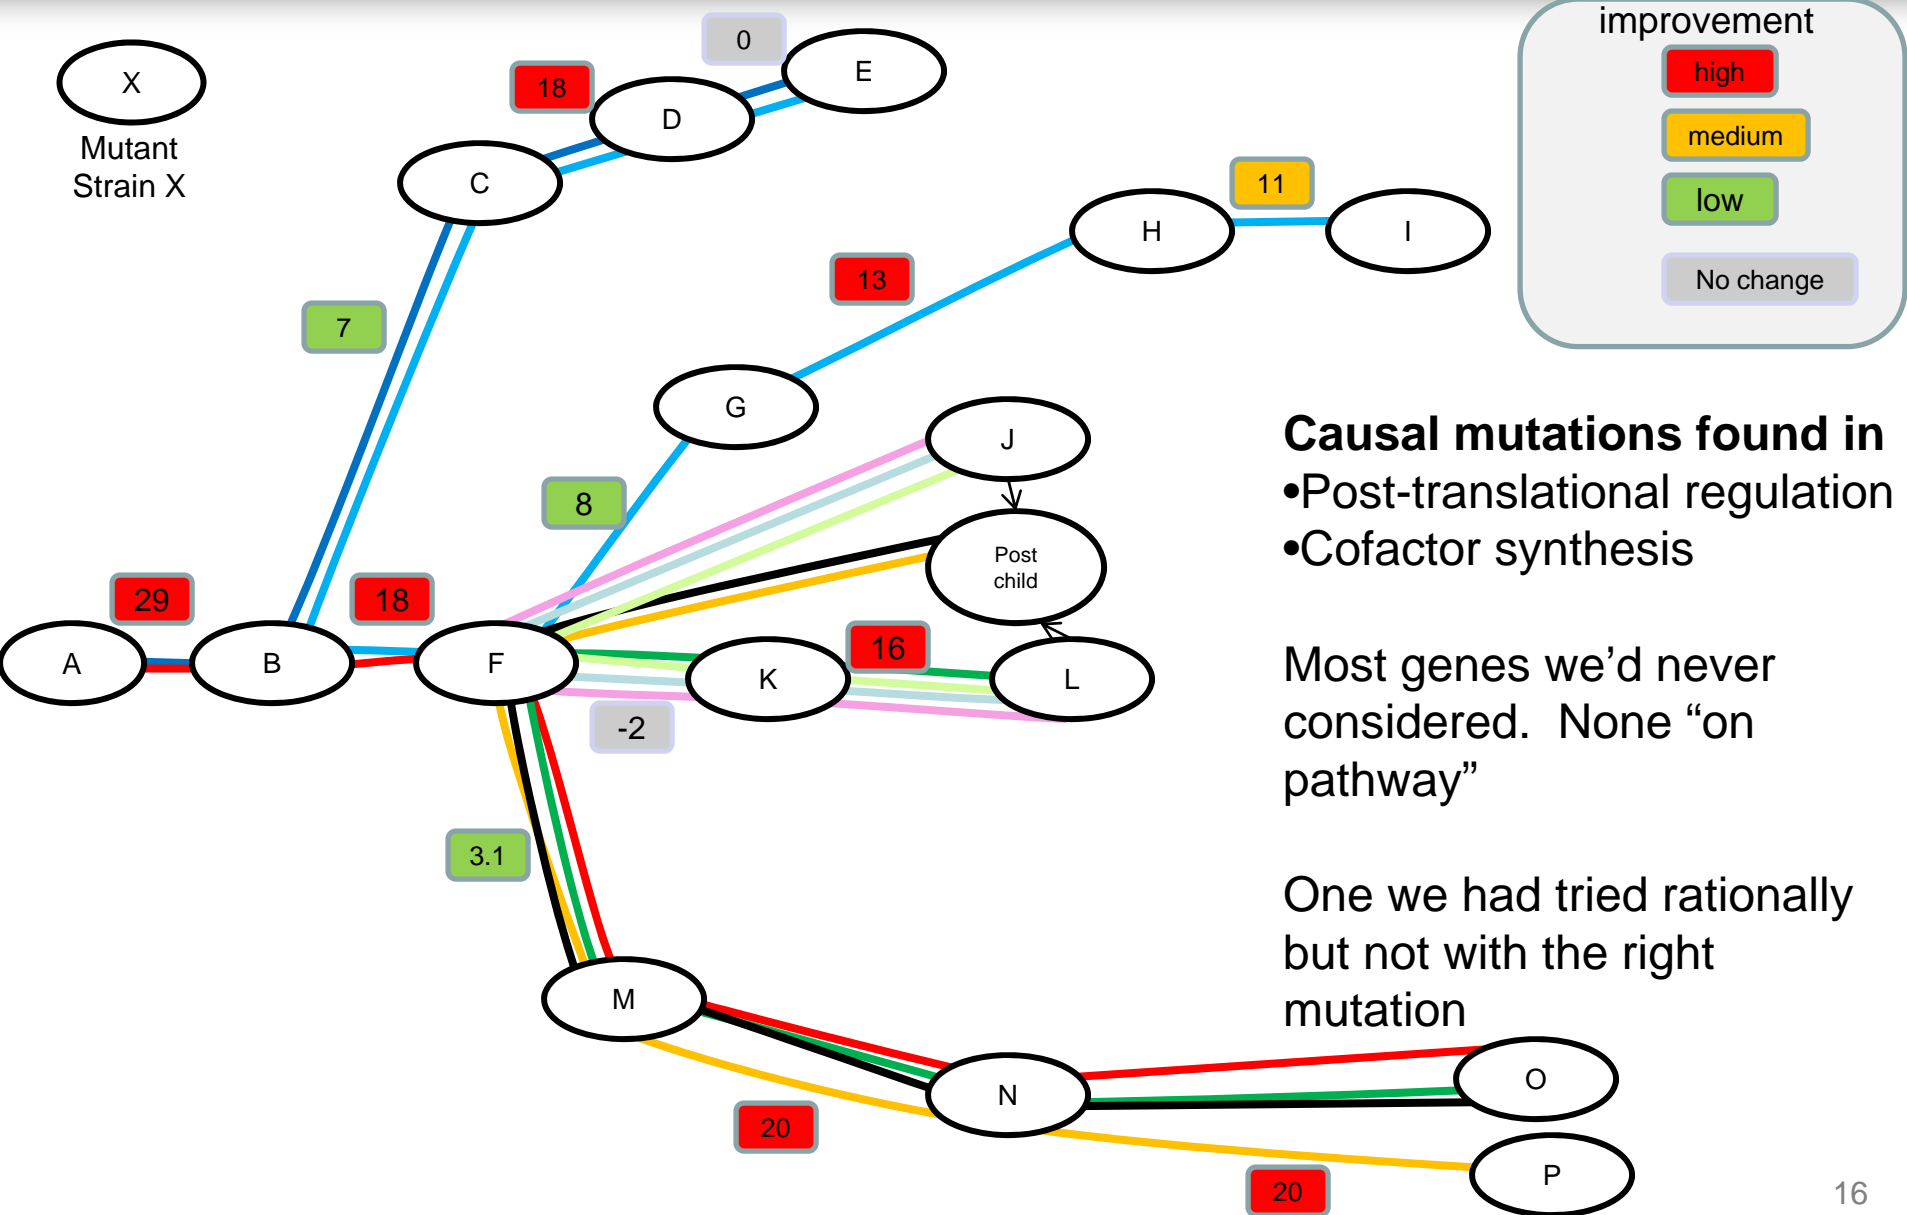 improvement
high
medium
low
No change
X
Mutant
Strain X
0
E
18
D
C
11
H
I
13
7
G
J
8
Post
child
29
18
A
B
F
K
16
L
-2
3.1
M
N
O
20
P
20
Causal mutations found in
•Post-translational regulation
•Cofactor synthesis
Most genes we’d never
considered.  None “on
pathway”
One we had tried rationally
but not with the right
mutation
16